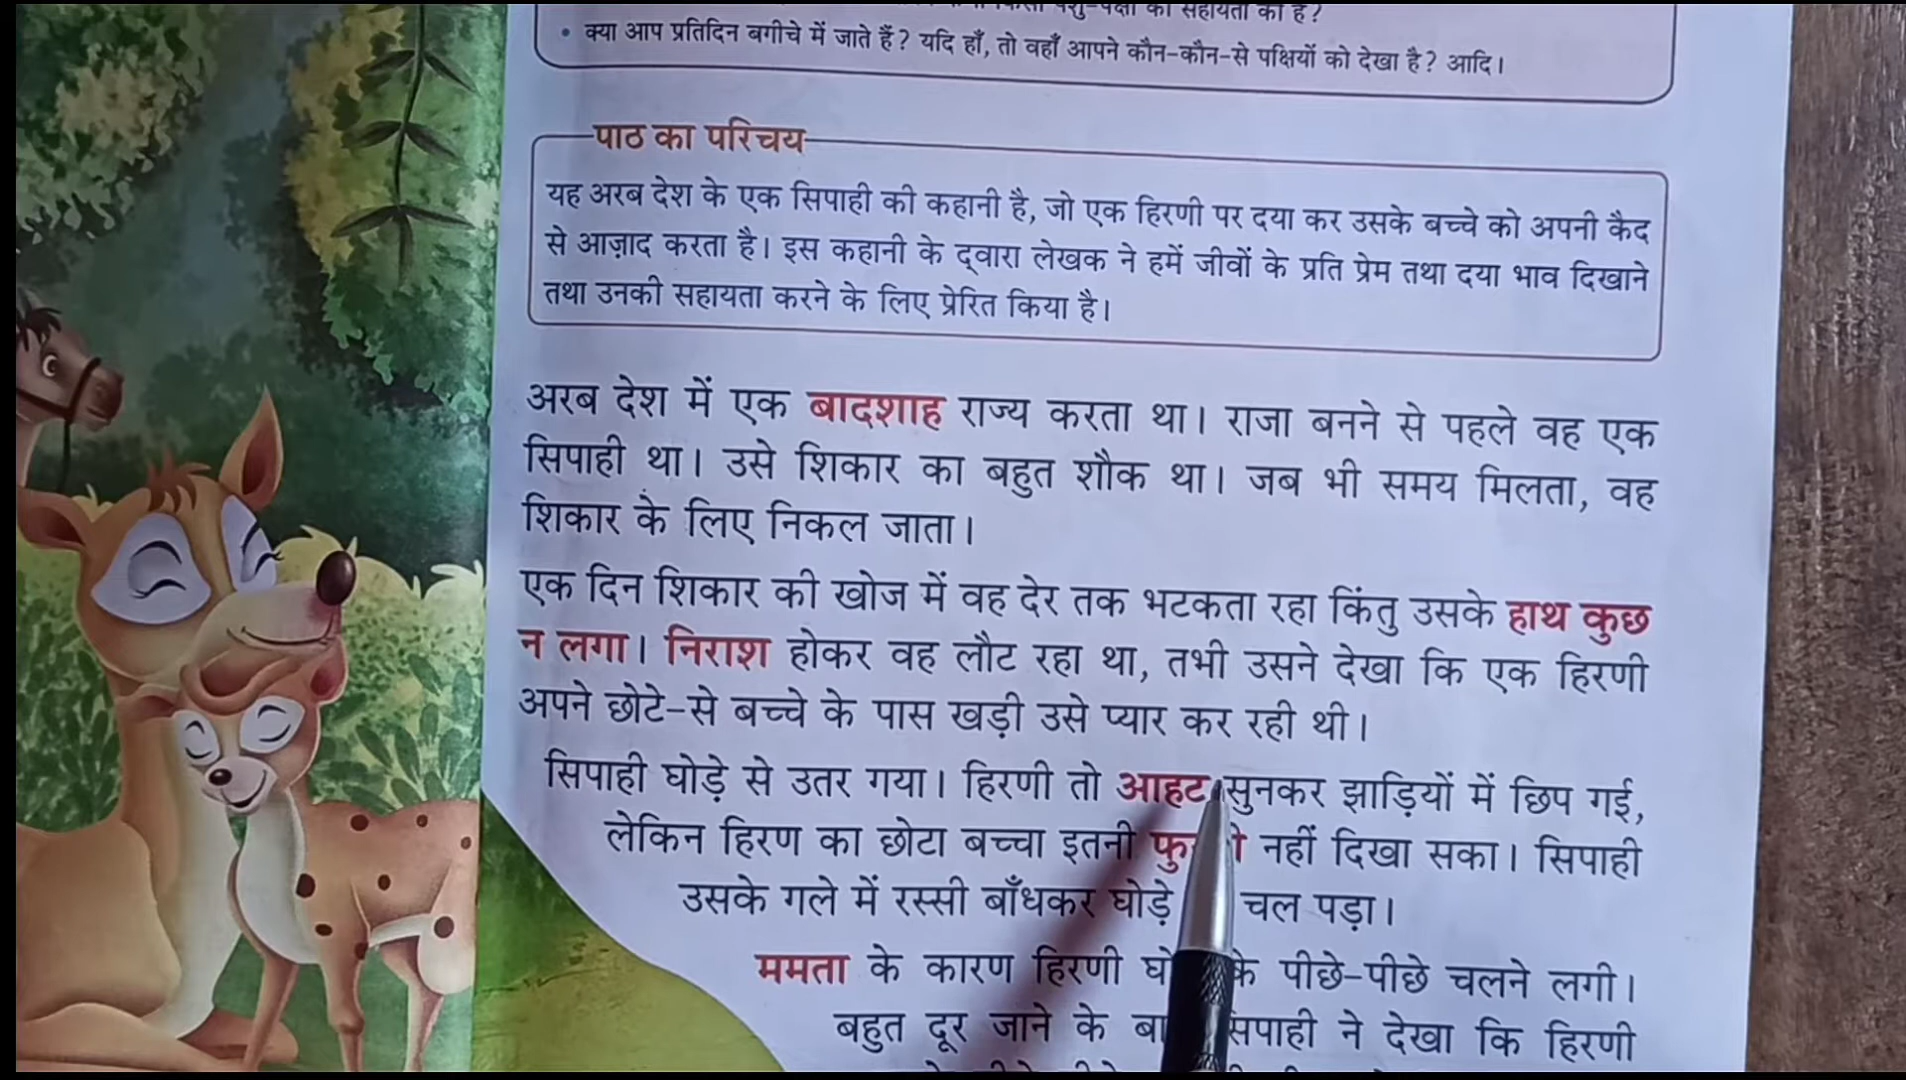 पशु-पक्षी की सहायता की है?
• क्या आप प्रतिदिन बगीचे में जाते हैं? यदि हाँ, तो वहाँ आपने कौन-कौन-से पक्षियों को देखा है? आदि।
पाठ का परिचय
यह अरब देश के एक सिपाही की कहानी है, जो एक हिरणी पर दया कर उसके बच्चे को अपनी कैद
से आज़ाद करता है। इस कहानी के द्वारा लेखक ने हमें जीवों के प्रति प्रेम तथा दया भाव दिखाने
तथा उनकी सहायता करने के लिए प्रेरित किया है।
अरब देश में एक बादशाह राज्य करता था। राजा बनने से पहले वह एक
सिपाही था। उसे शिकार का बहुत शौक था। जब भी समय मिलता, वह
शिकार के लिए निकल जाता।
एक दिन शिकार की खोज में वह देर तक भटकता रहा किंतु उसके हाथ कुछ
न लगा। निराश होकर वह लौट रहा था, तभी उसने देखा कि एक हिरणी
अपने छोटे-से बच्चे के पास खड़ी उसे प्यार कर रही थी।
सिपाही घोड़े से उतर गया। हिरणी तो आहट सुनकर झाड़ियों में छिप गई,
लेकिन हिरण का छोटा बच्चा इतनी नहीं दिखा सका। सिपाही
उसके गले में रस्सी बाँधकर घोड़े चल पड़ा।
ममता के कारण हिरणी के पीछे-पीछे चलने लगी।
बहुत दूर जाने के सिपाही ने देखा कि हिरणी